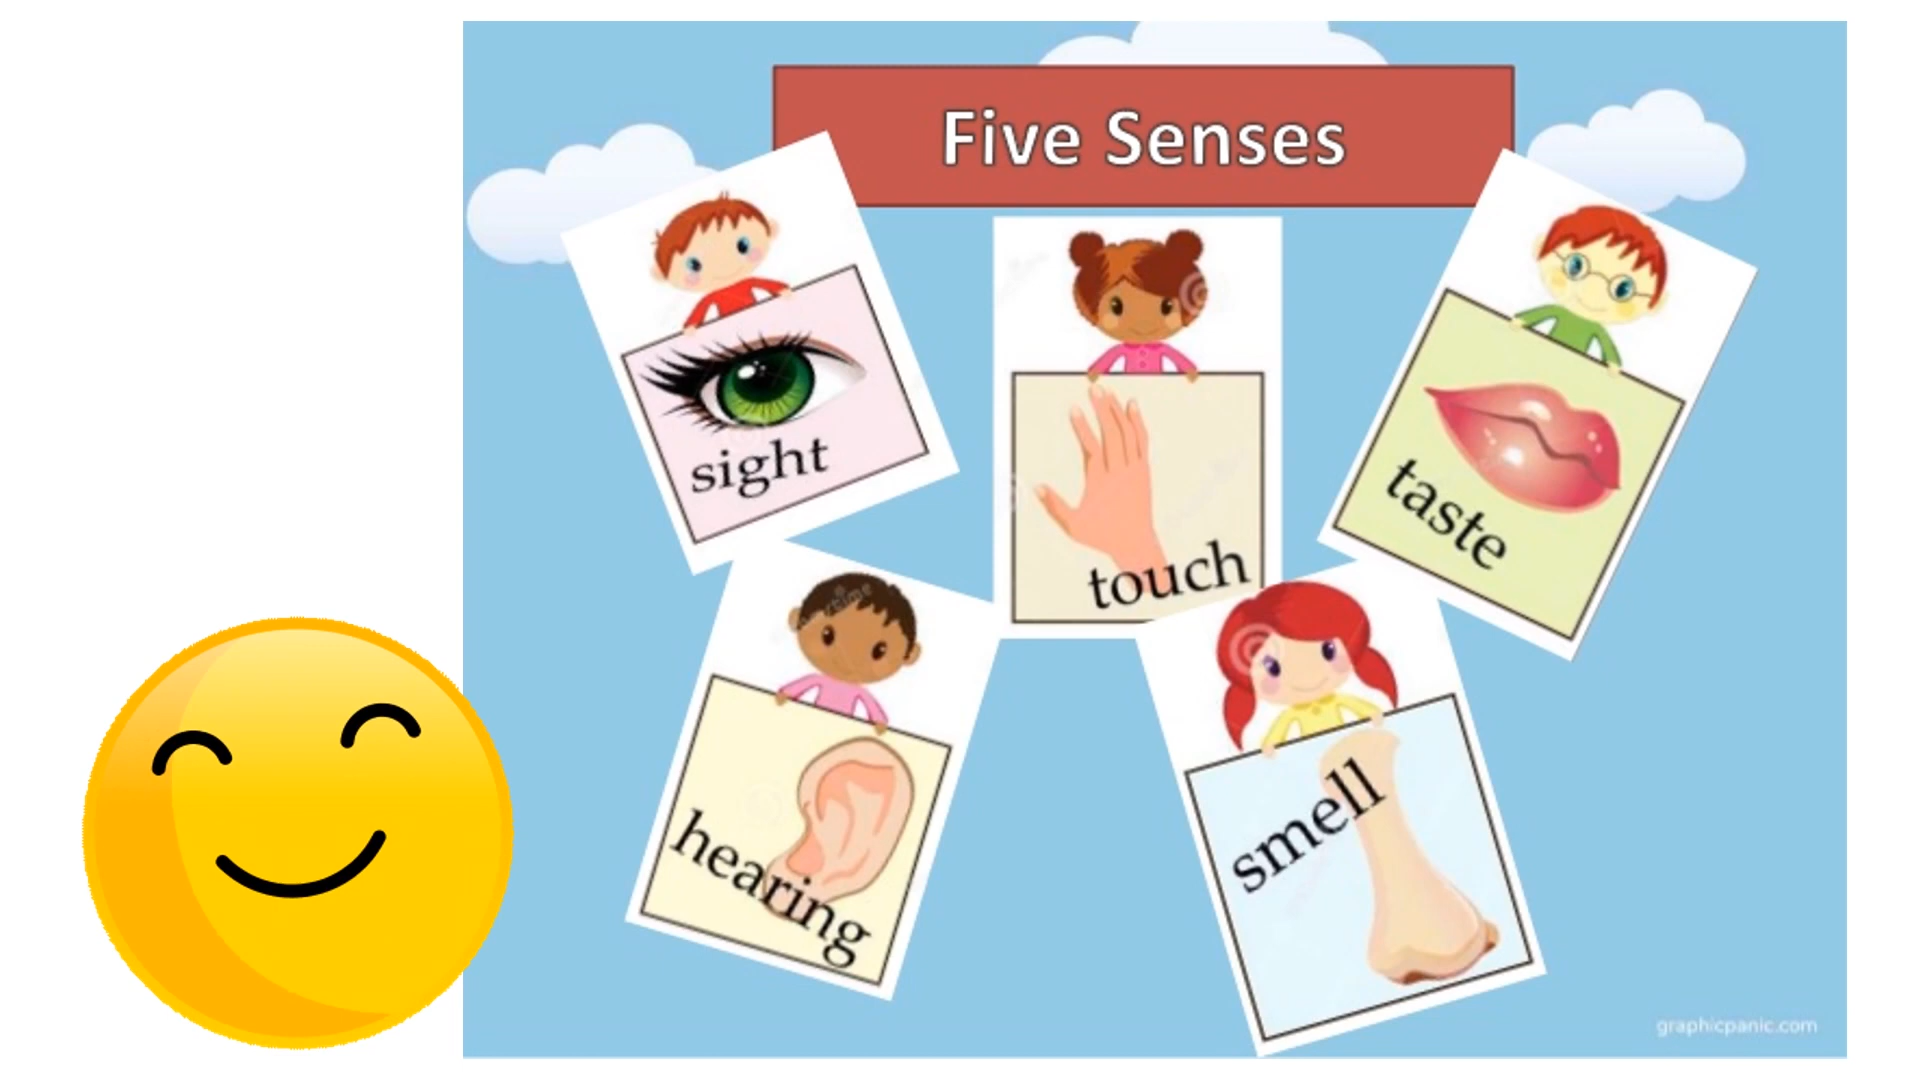 Five Senses
sight
touch
taste
hearing
smell
graphicpanic.com